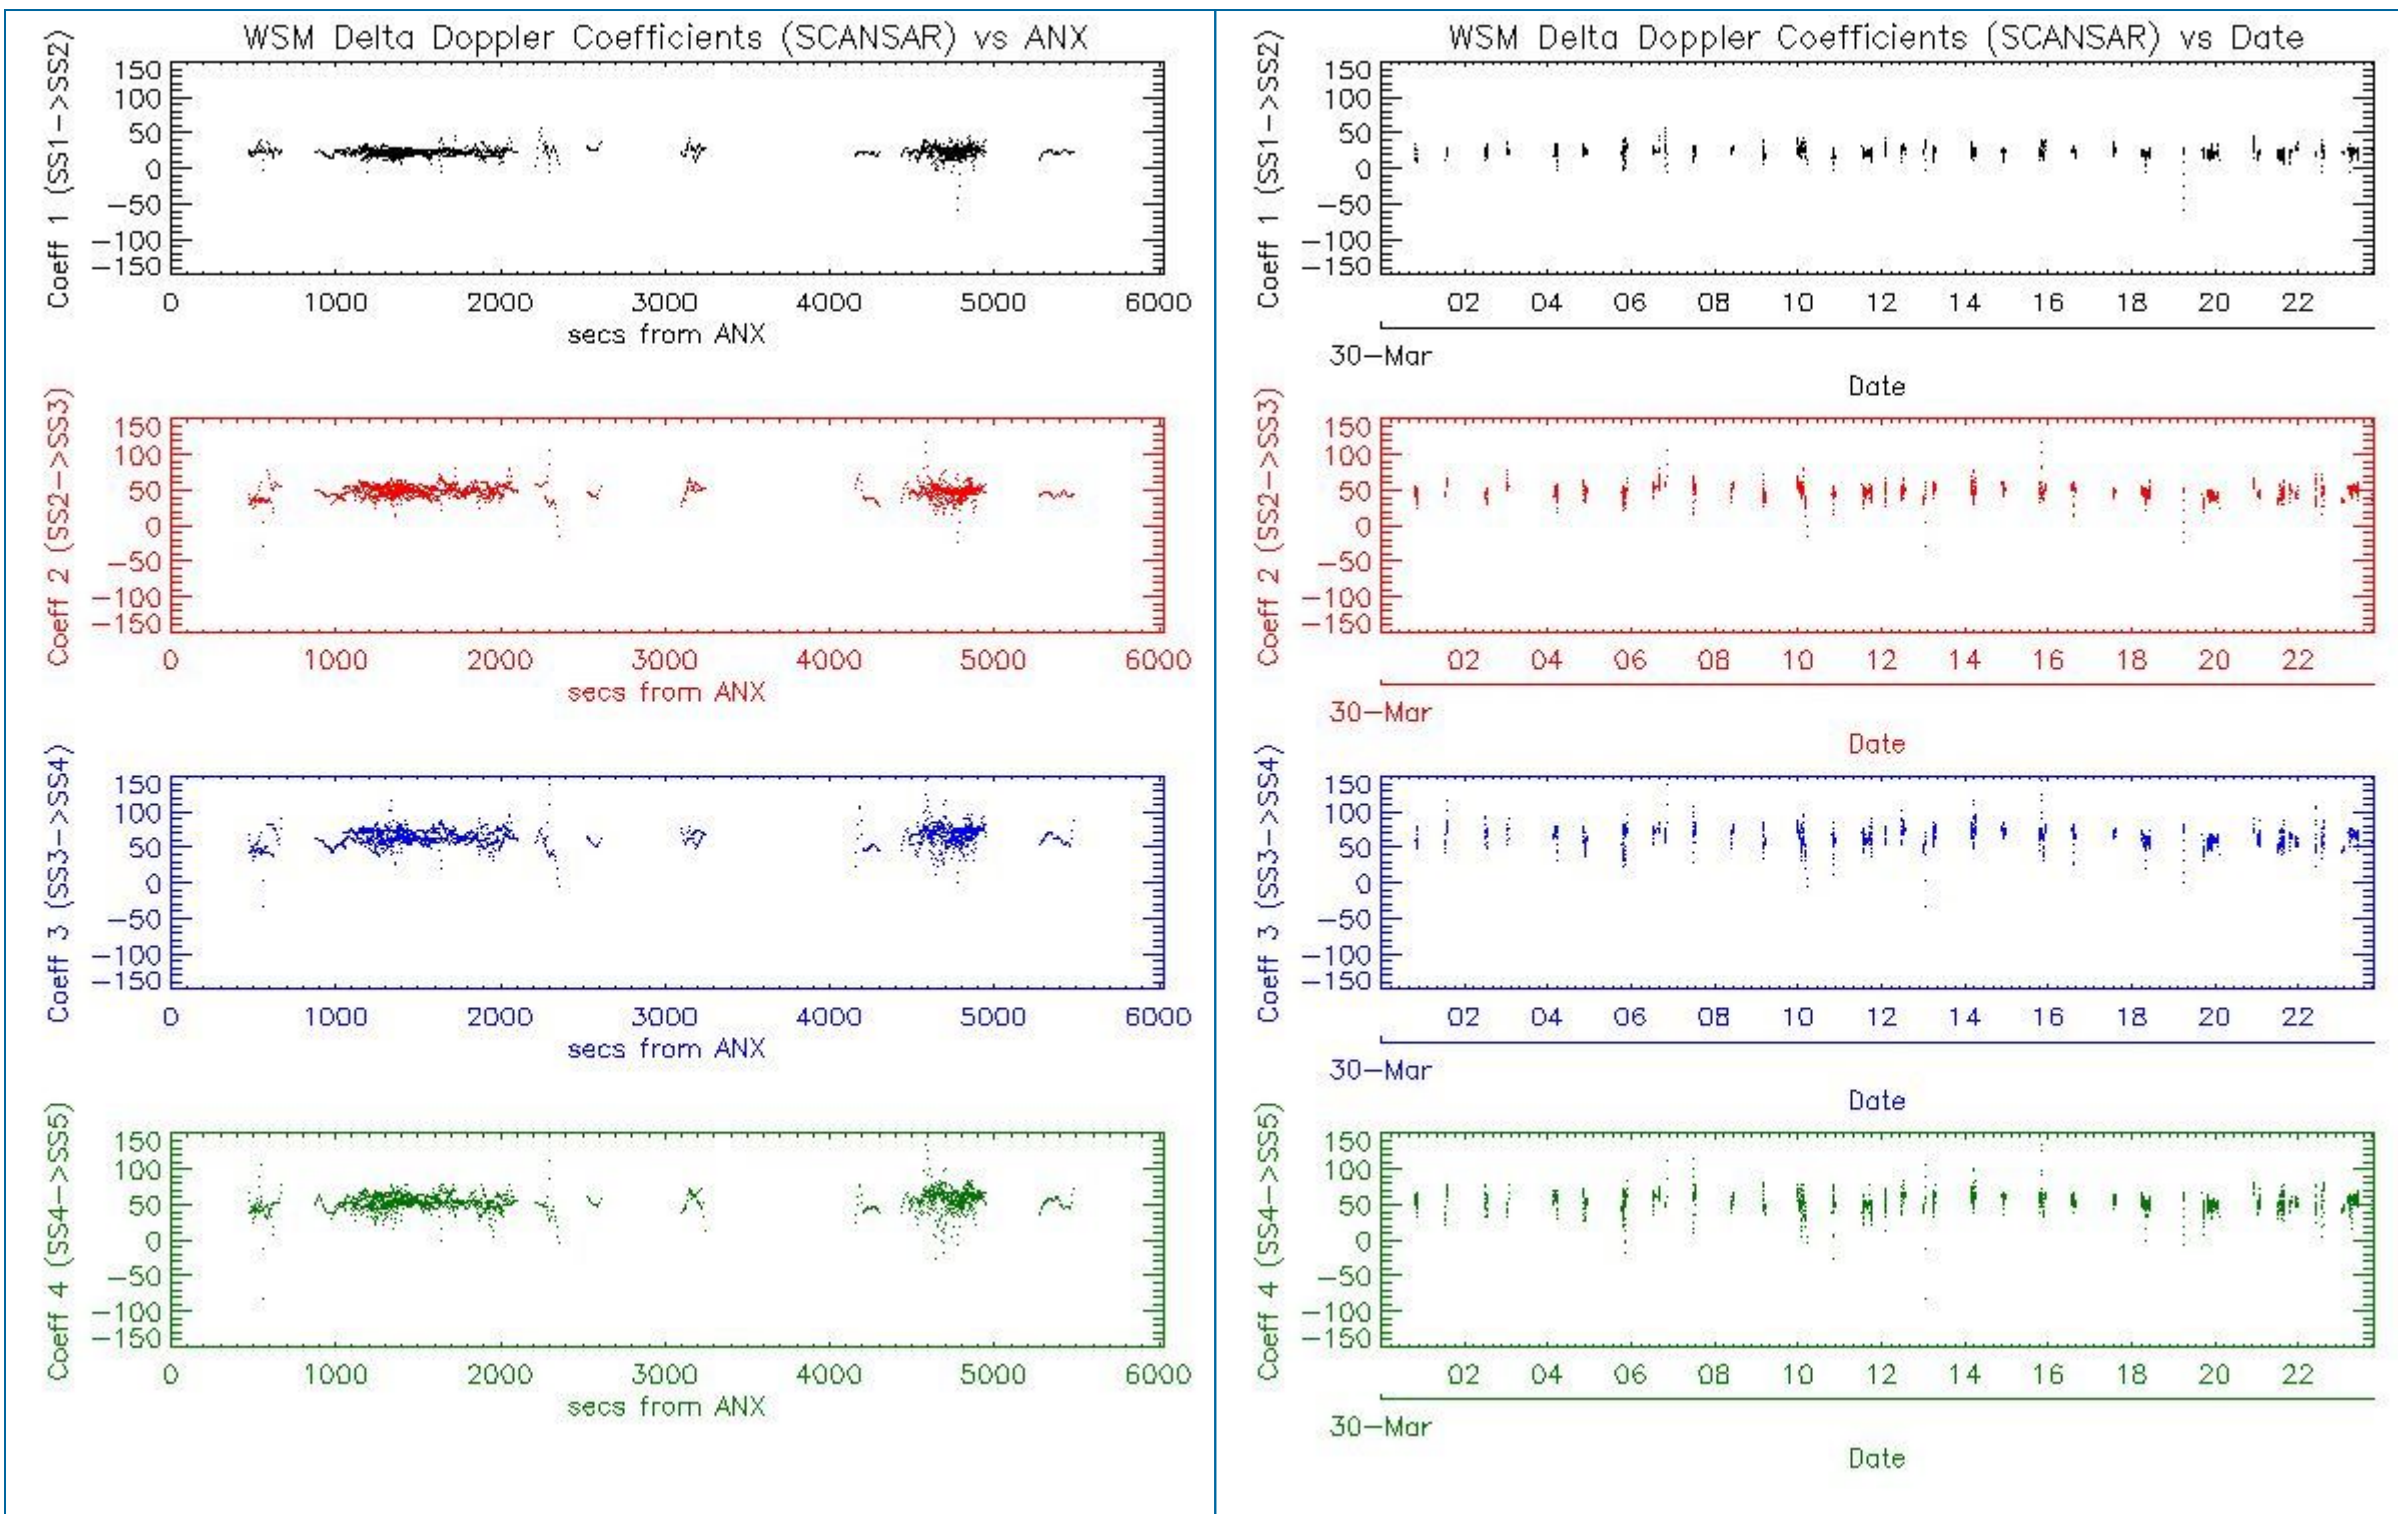 WSM Delta Doppler Coefficients (SCANSAR) vs ANX
Coeff 1 (SS1->SS2)
150
100
50
0
-50
-100
-150
0 1000 2000 3000 4000 5000 6000
secs from ANX
Coeff 2 (SS2->SS3)
150
100
50
0
-50
-100
-150
0 1000 2000 3000 4000 5000 6000
secs from ANX
Coeff 3 (SS3->SS4)
150
100
50
0
-50
-100
-150
0 1000 2000 3000 4000 5000 6000
secs from ANX
Coeff 4 (SS4->SS5)
150
100
50
0
-50
-100
-150
0 1000 2000 3000 4000 5000 6000
secs from ANX
WSM Delta Doppler Coefficients (SCANSAR) vs Date
Coeff 1 (SS1->SS2)
150
100
50
0
-50
-100
-150
02 04 06 08 10 12 14 16 18 20 22
30-Mar
Date
Coeff 2 (SS2->SS3)
150
100
50
0
-50
-100
-150
02 04 06 08 10 12 14 16 18 20 22
30-Mar
Date
Coeff 3 (SS3->SS4)
150
100
50
0
-50
-100
-150
02 04 06 08 10 12 14 16 18 20 22
30-Mar
Date
Coeff 4 (SS4->SS5)
150
100
50
0
-50
-100
-150
02 04 06 08 10 12 14 16 18 20 22
30-Mar
Date